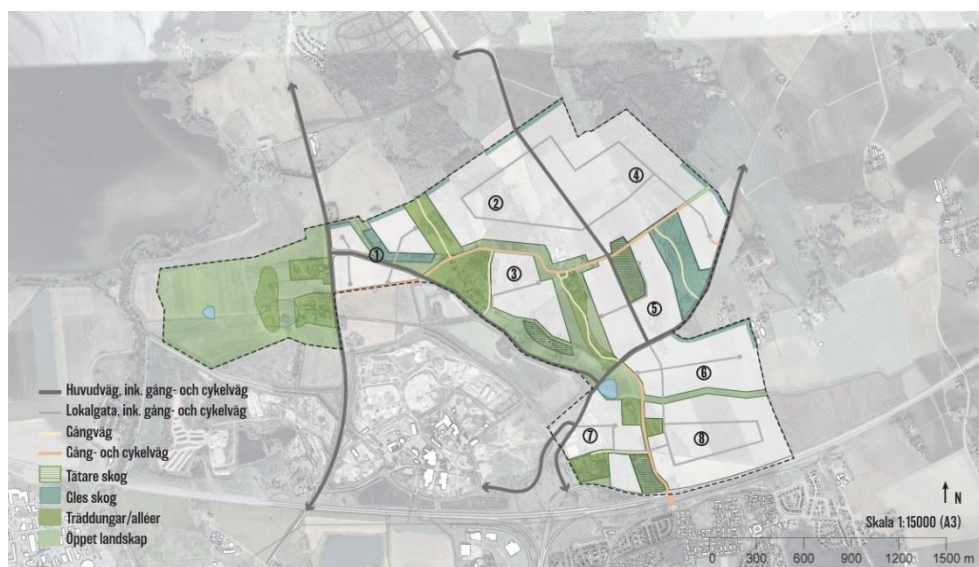 ②
④
①
③
⑤
⑥
⑦
⑧
Huvudväg, ink. gång- och cykelväg
Lokalgata, ink. gång- och cykelväg
Gångväg
Gång- och cykelväg
Tätare skog
Gles skog
Träddungar/alléer
Öppet landskap
N
Skala 1:15000 (A3)
0 300 600 900 1200 1500 m